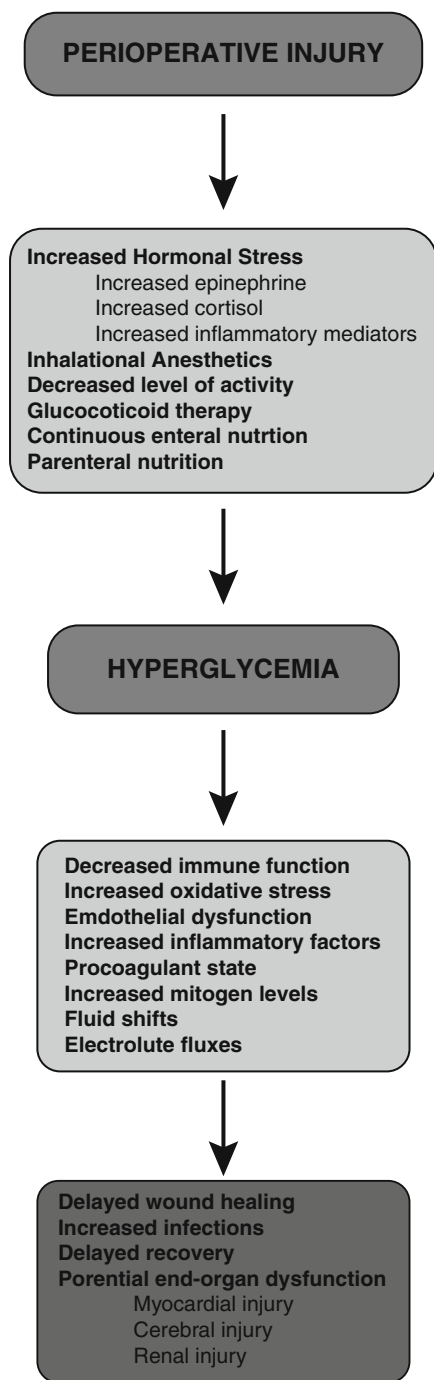 PERIOPERATIVE INJURY
Increased Hormonal Stress
Increased epinephrine
Increased cortisol
Increased inflammatory mediators
Inhalational Anesthetics
Decreased level of activity
Glucocoticoid therapy
Continuous enteral nutrtion
Parenteral nutrition
HYPERGLYCEMIA
Decreased immune function
Increased oxidative stress
Emdothelial dysfunction
Increased inflammatory factors
Procoagulant state
Increased mitogen levels
Fluid shifts
Electrolute fluxes
Delayed wound healing
Increased infections
Delayed recovery
Porential end-organ dysfunction
Myocardial injury
Cerebral injury
Renal injury